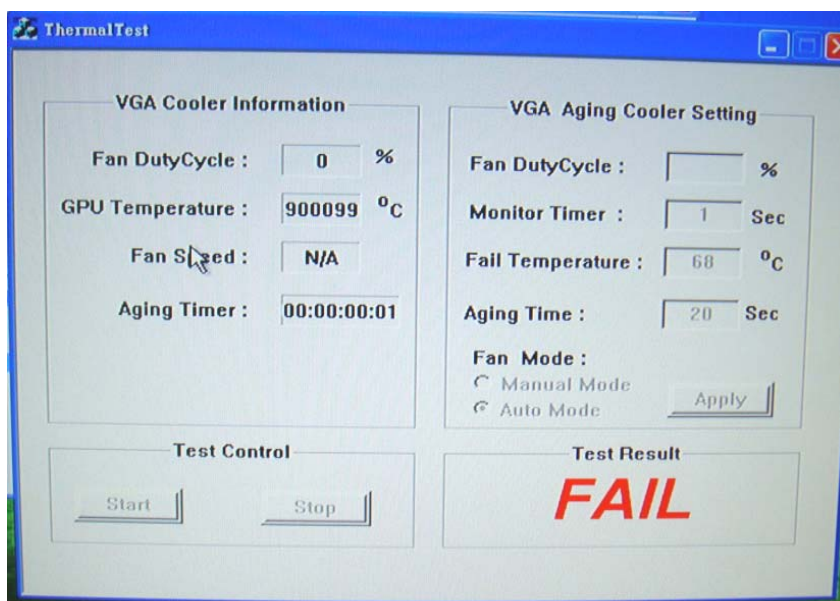 ThermalTest
VGA Cooler Information
Fan DutyCycle : 0 %
GPU Temperature : 900099 °C
Fan Speed : N/A
Aging Timer : 00:00:00:01
VGA Aging Cooler Setting
Fan DutyCycle : %
Monitor Timer : 1 Sec
Fail Temperature : 68 °C
Aging Time : 20 Sec
Fan Mode :
Manual Mode
Auto Mode
Apply
Test Control
Start Stop
Test Result
FAIL